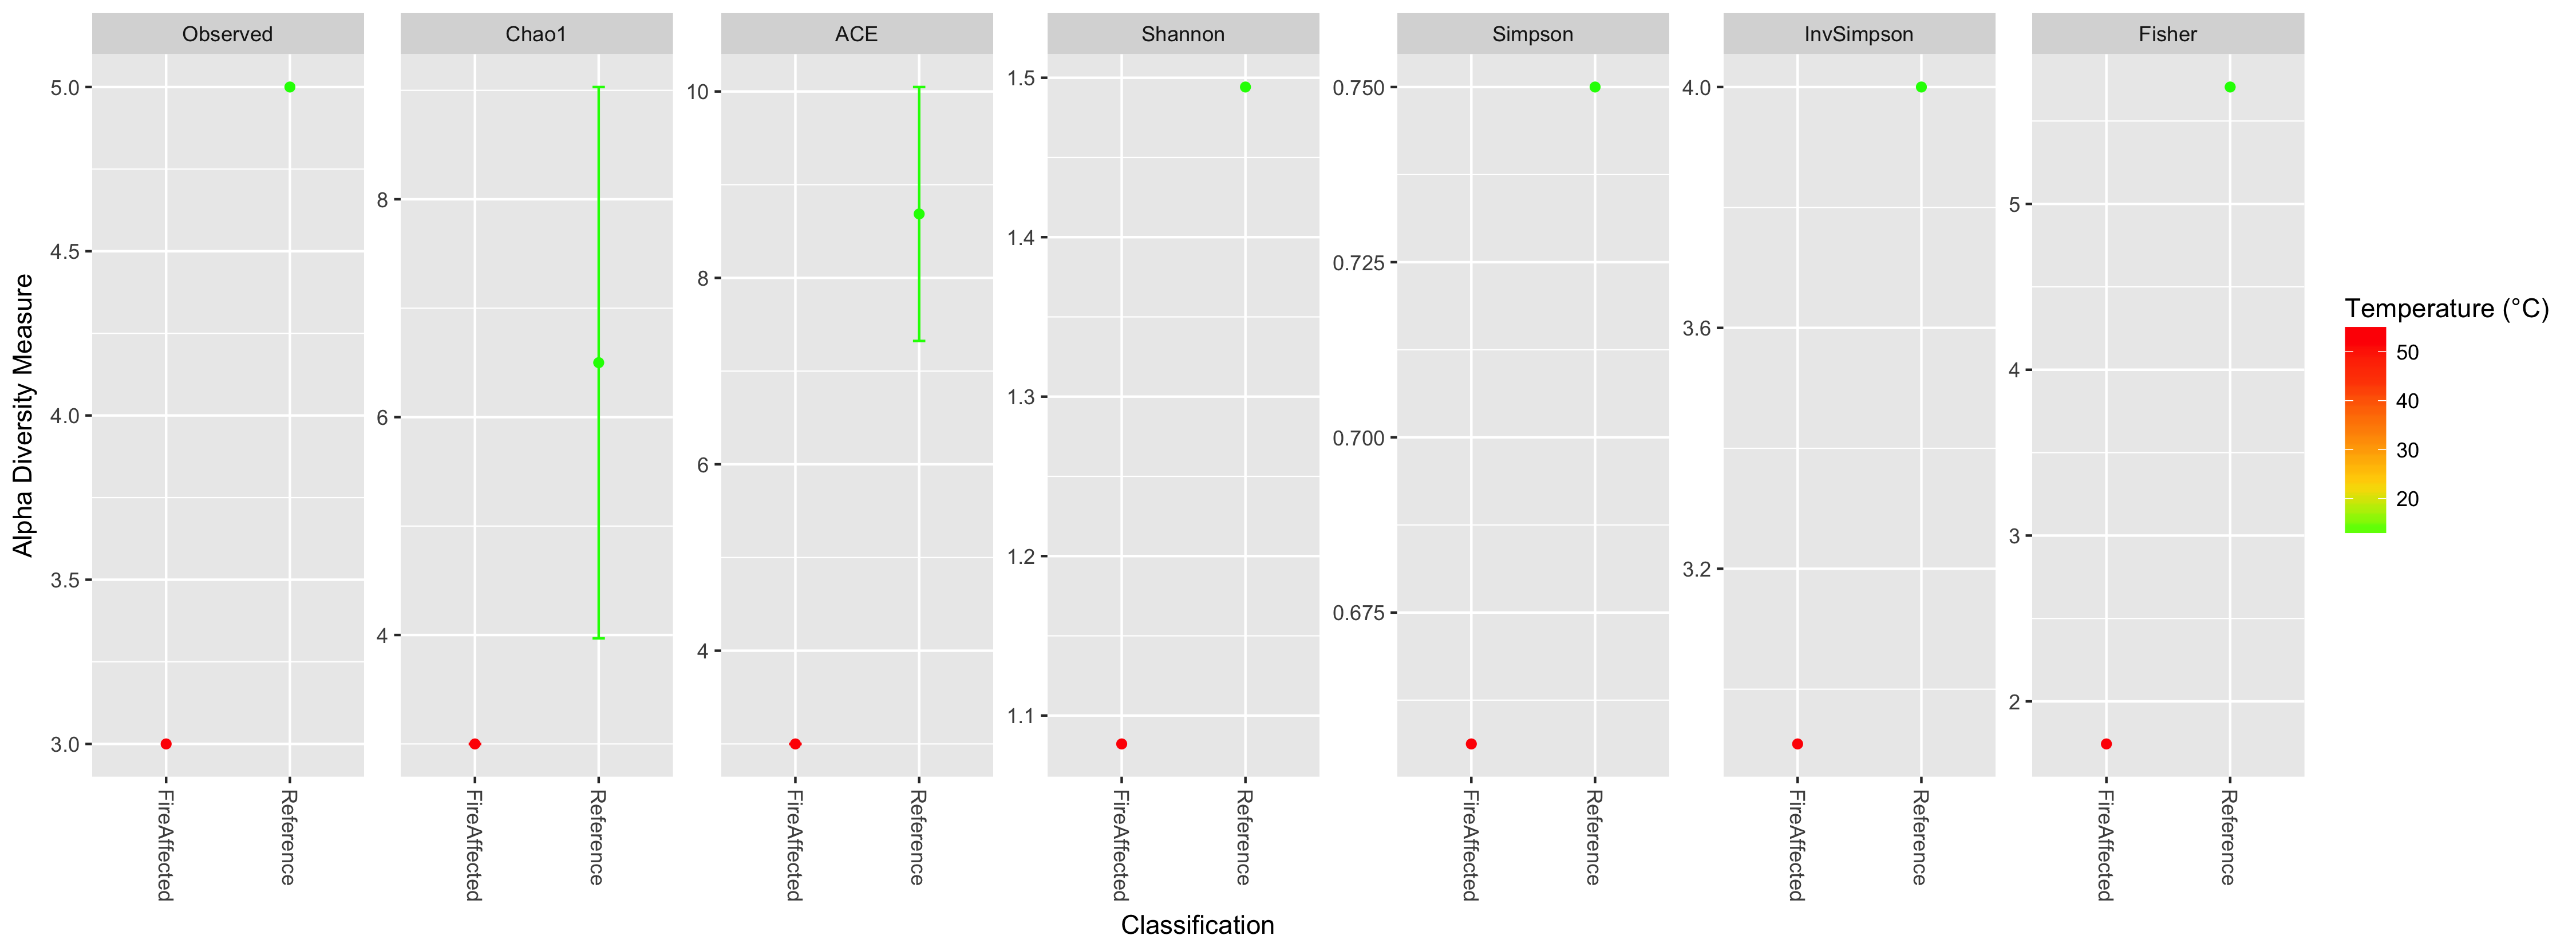 Observed
Chao1
ACE
Shannon
Simpson
InvSimpson
Fisher
Alpha Diversity Measure
5.0
4.5
4.0
3.5
3.0
8
6
4
10
8
6
4
1.5
1.4
1.3
1.2
1.1
0.750
0.725
0.700
0.675
4.0
3.6
3.2
5
4
3
2
FireAffected
Reference
FireAffected
Reference
FireAffected
Reference
FireAffected
Reference
FireAffected
Reference
FireAffected
Reference
FireAffected
Reference
Classification
Temperature (°C)
50
40
30
20